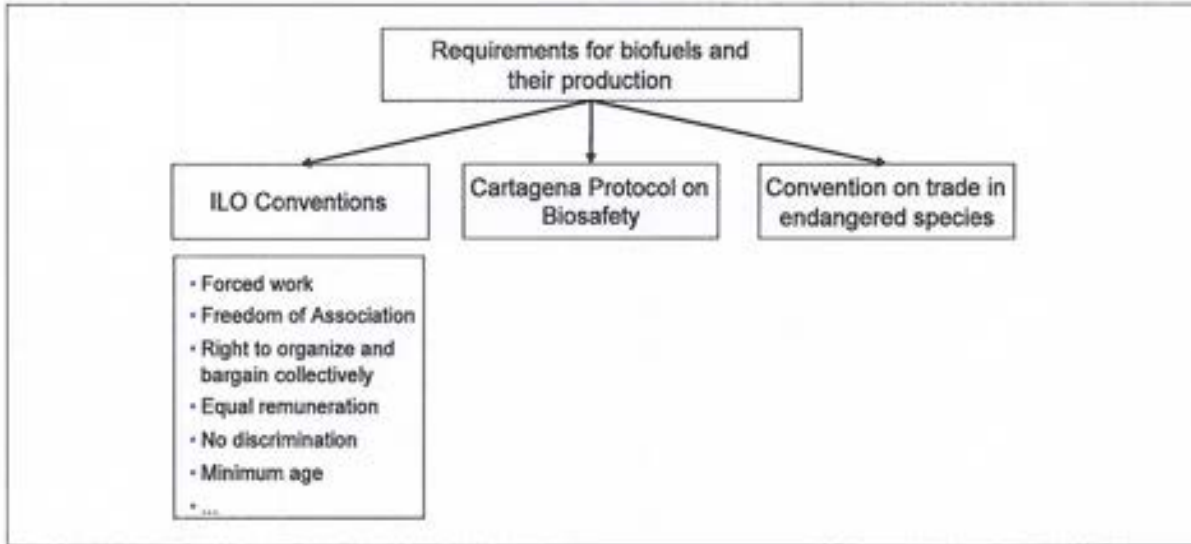 Requirements for biofuels and
their production
ILO Conventions
Cartagena Protocol on
Biosafety
Convention on trade in
endangered species
• Forced work
• Freedom of Association
• Right to organize and
bargain collectively
• Equal remuneration
• No discrimination
• Minimum age
• ...